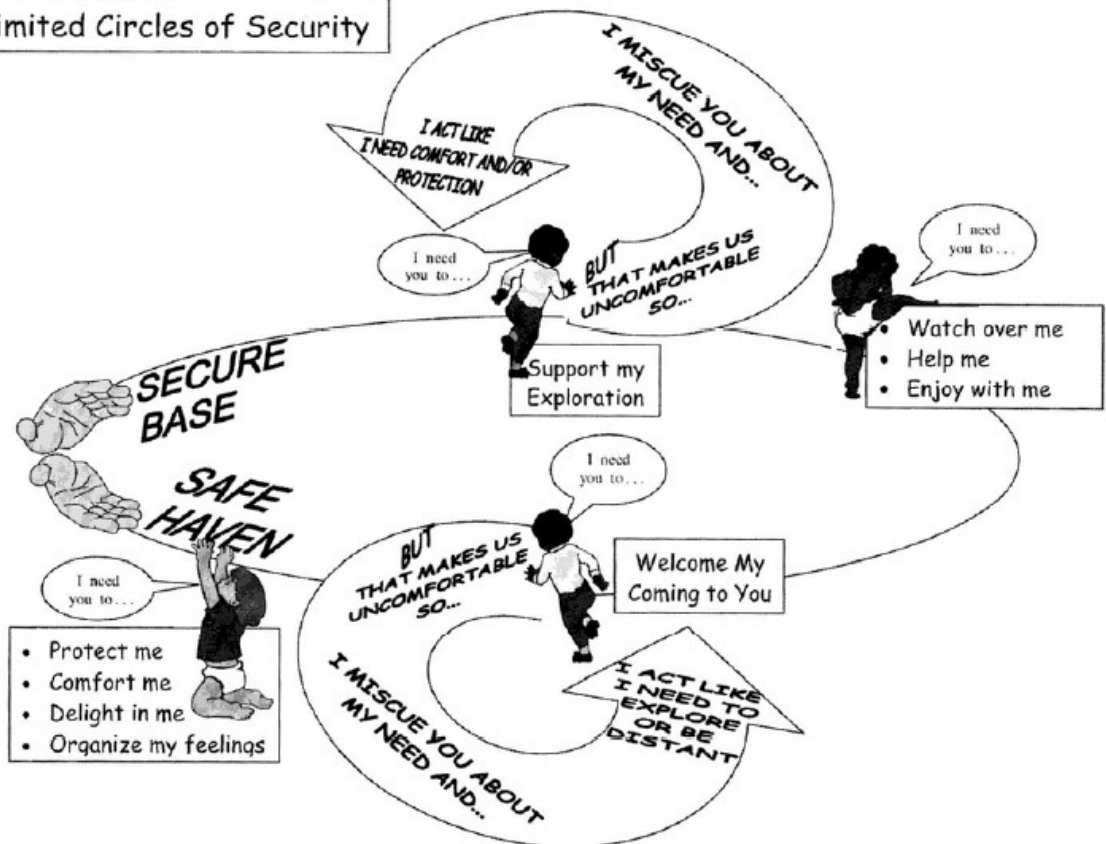 imited Circles of Security
I MISCUE YOU ABOUT
MY NEED AND...
I ACT LIKE
I NEED COMFORT AND/OR
PROTECTION
I need
you to...
BUT
THAT MAKES US
UNCOMFORTABLE
SO...
I need
you to...
Support my
Exploration
• Watch over me
• Help me
• Enjoy with me
SECURE
BASE
SAFE
HAVEN
I need
you to...
BUT
THAT MAKES US
UNCOMFORTABLE
SO...
Welcome My
Coming to You
I need
you to...
• Protect me
• Comfort me
• Delight in me
• Organize my feelings
I MISCUE YOU ABOUT
MY NEED AND...
I ACT LIKE
I NEED TO
EXPLORE
OR BE
DISTANT